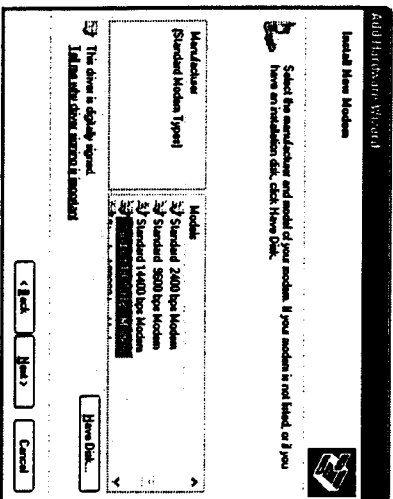 Add Hardware Wizard
Install New Modem
Select the manufacturer and model of your modem. If your modem is not listed, or if you
have an installation disk, click Have Disk.
Manufacturer
(Standard Modem Types)
Models
Standard 2400 bps Modem
Standard 9600 bps Modem
Standard 14400 bps Modem
This driver is digitally signed.
Tell me why driver signing is important
Have Disk...
< Back
Next >
Cancel